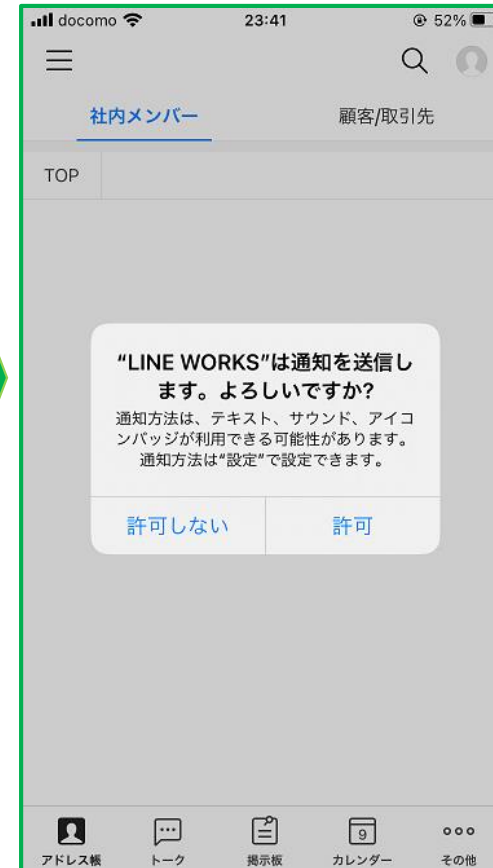 docomo 23:41 52%
社内メンバー 顧客/取引先
TOP
“LINE WORKS”は通知を送信し
ます。よろしいですか?
通知方法は、テキスト、サウンド、アイコ
ンバッジが利用できる可能性があります。
通知方法は“設定”で設定できます。
許可しない 許可
9
アドレス帳 トーク 掲示板 カレンダー その他